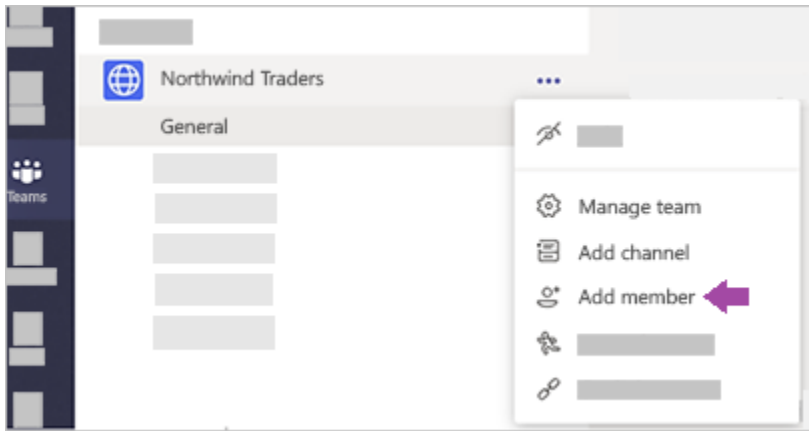 Northwind Traders
General
Teams
Manage team
Add channel
Add member